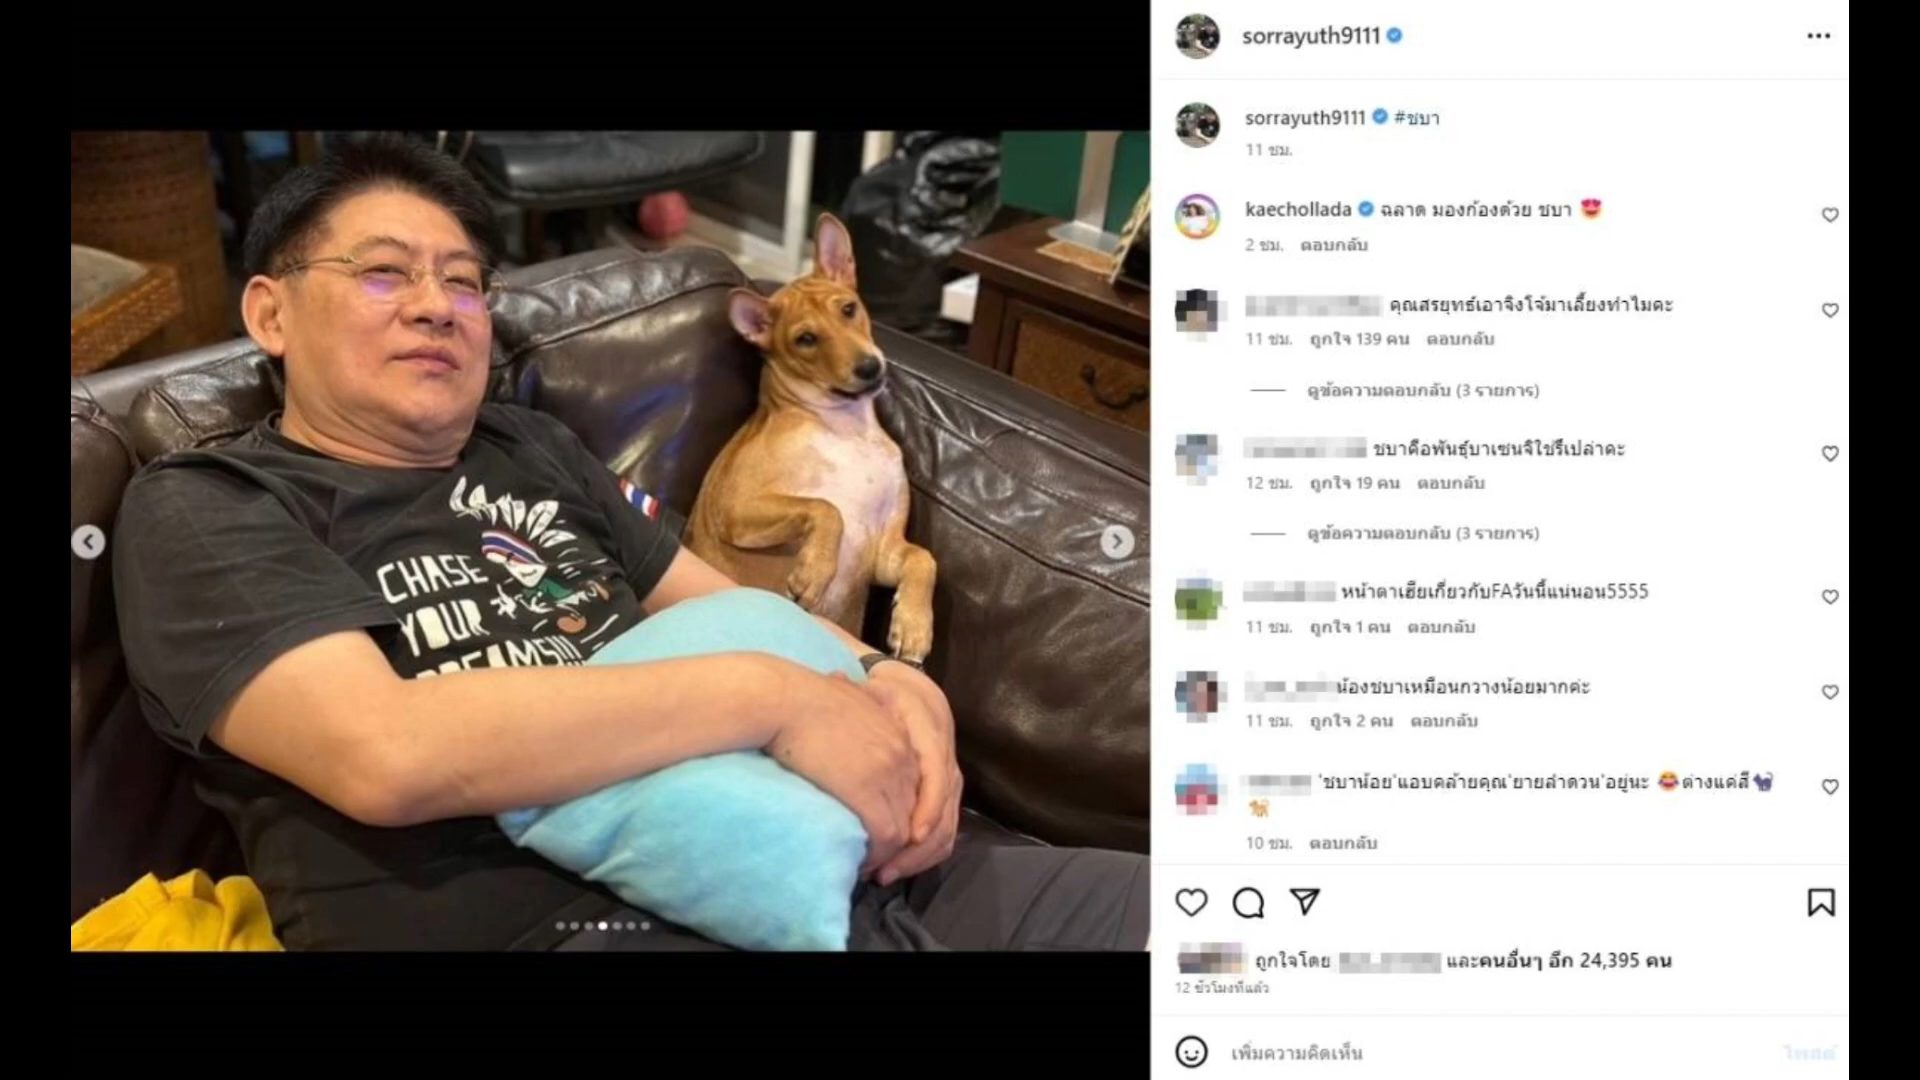 CHASE
YOUR
DREAMS!!!
sorrayuth9111
sorrayuth9111 #ชบา
11 ชม.
kaechollada ฉลาด มองก้องด้วย ชบา 😍
2 ชม. ตอบกลับ
คุณสรยุทธ์เอาจิงโจ้มาเลี้ยงทำไมคะ
11 ชม. ถูกใจ 139 คน ตอบกลับ
ดูข้อความตอบกลับ (3 รายการ)
ชบาคือพันธุ์บาเซนจิใช่รึเปล่าคะ
12 ชม. ถูกใจ 19 คน ตอบกลับ
ดูข้อความตอบกลับ (3 รายการ)
หน้าตาเฮียเกี่ยวกับFAวันนี้แน่นอน5555
11 ชม. ถูกใจ 1 คน ตอบกลับ
น้องชบาเหมือนกวางน้อยมากค่ะ
11 ชม. ถูกใจ 2 คน ตอบกลับ
'ชบาน้อย'แอบคล้ายคุณ'ยายลำดวน'อยู่นะ 😂ต่างแค่สี🐈‍⬛
🐈
10 ชม. ตอบกลับ
ถูกใจโดย และคนอื่นๆ อีก 24,395 คน
12 ชั่วโมงที่แล้ว
เพิ่มความคิดเห็น
โพสต์